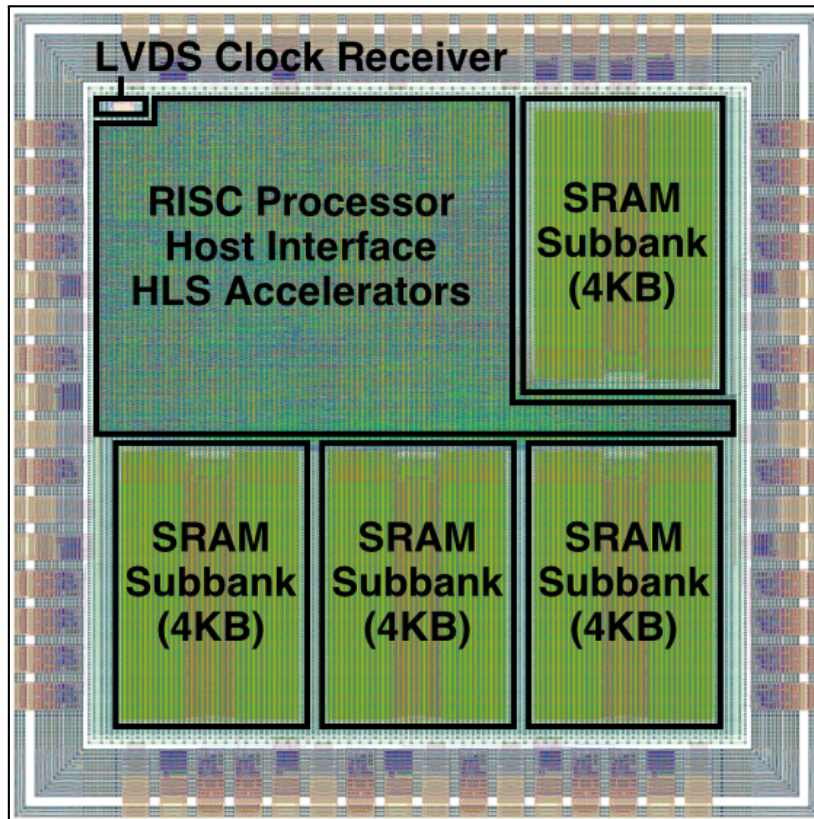 LVDS Clock Receiver
RISC Processor
Host Interface
HLS Accelerators
SRAM
Subbank
(4KB)
SRAM
Subbank
(4KB)
SRAM
Subbank
(4KB)
SRAM
Subbank
(4KB)